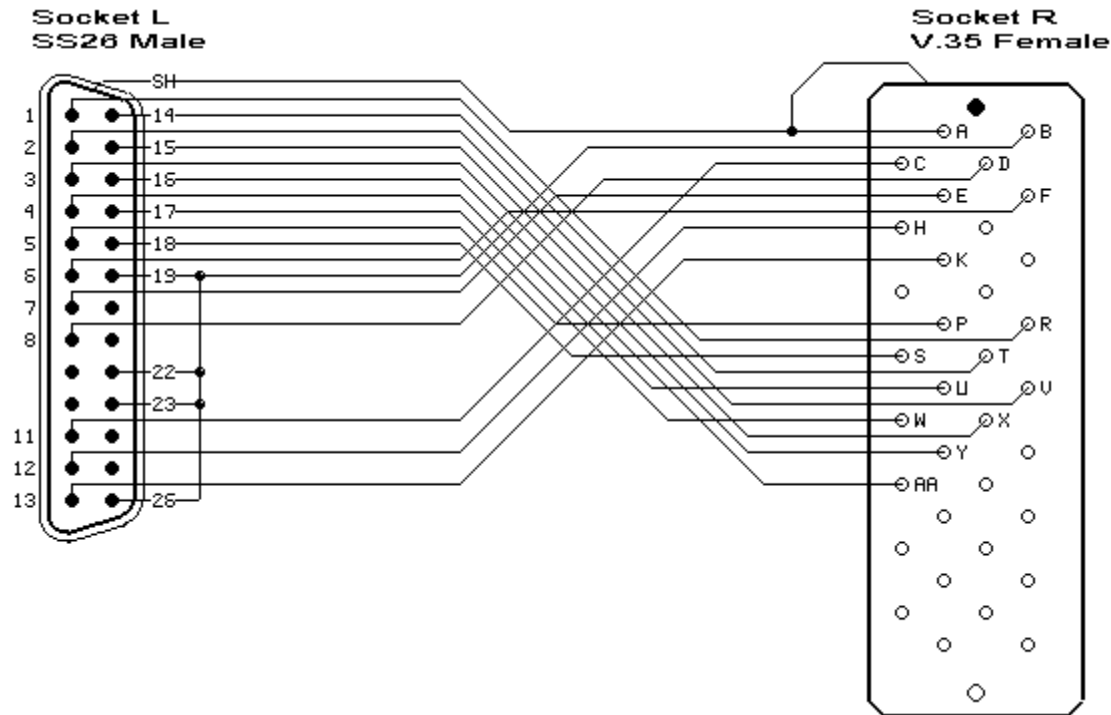 Socket L
SS26 Male
Socket R
V.35 Female
SH
1 14
2 15
3 16
4 17
5 18
6 19
7
8
22
23
11
12
13 26
A B
C D
E F
H
K
P R
S T
U V
W X
Y
AA